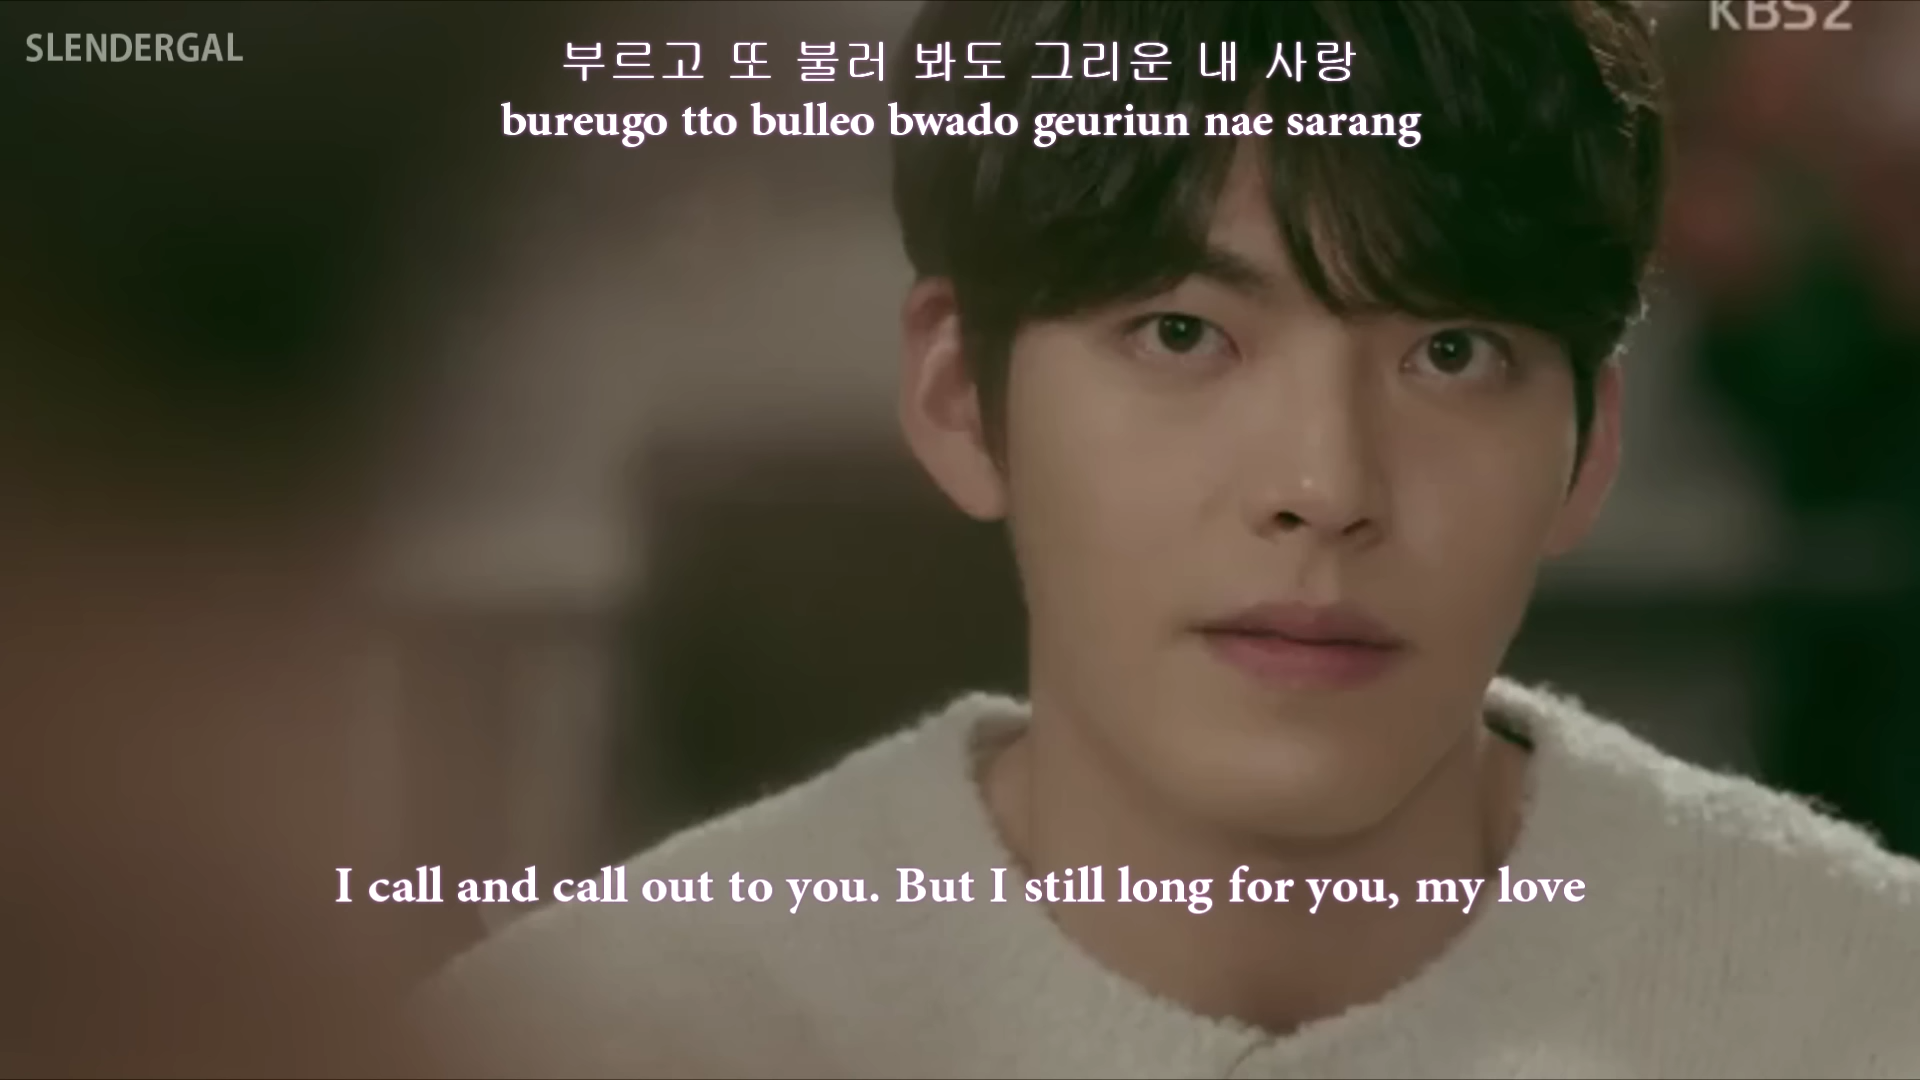 SLENDERGAL
KBS2
부르고 또 불러 봐도 그리운 내 사랑
bureugo tto bulleo bwado geuriun nae sarang
I call and call out to you. But I still long for you, my love